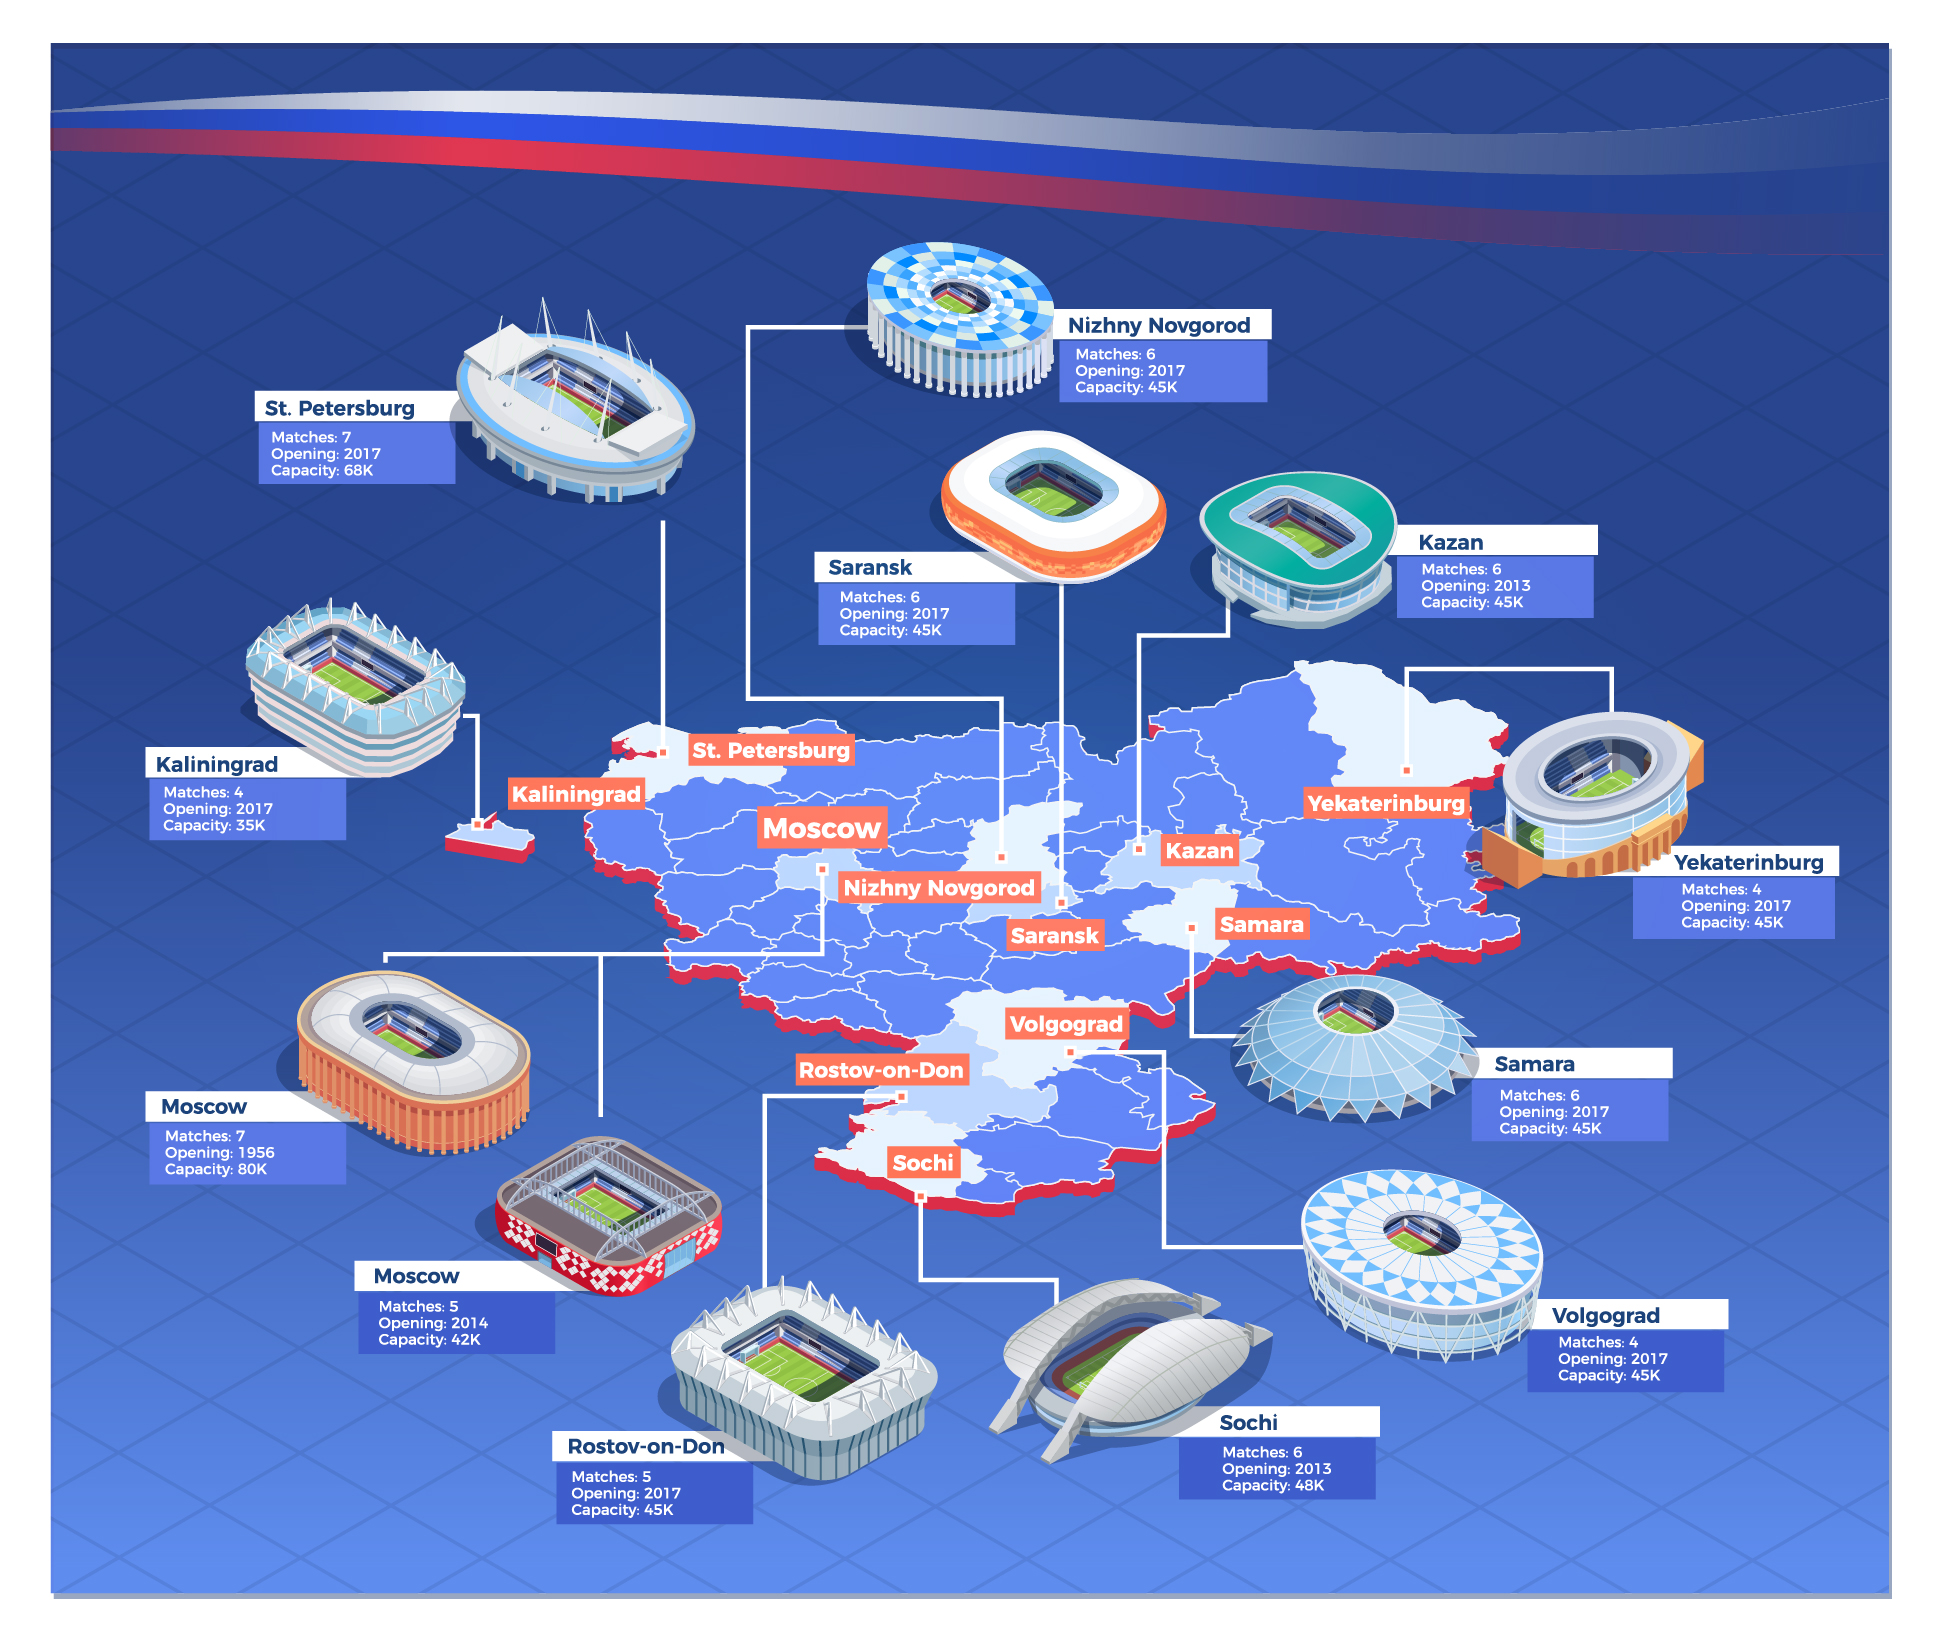 Nizhny Novgorod
Matches: 6
Opening: 2017
Capacity: 45K
St. Petersburg
Matches: 7
Opening: 2017
Capacity: 68K
Saransk
Matches: 6
Opening: 2017
Capacity: 45K
Kazan
Matches: 6
Opening: 2013
Capacity: 45K
Kaliningrad
Matches: 4
Opening: 2017
Capacity: 35K
St. Petersburg
Kaliningrad
Moscow
Nizhny Novgorod
Kazan
Yekaterinburg
Saransk
Samara
Volgograd
Rostov-on-Don
Sochi
Yekaterinburg
Matches: 4
Opening: 2017
Capacity: 45K
Moscow
Matches: 7
Opening: 1956
Capacity: 80K
Samara
Matches: 6
Opening: 2017
Capacity: 45K
Moscow
Matches: 5
Opening: 2014
Capacity: 42K
Volgograd
Matches: 4
Opening: 2017
Capacity: 45K
Rostov-on-Don
Matches: 5
Opening: 2017
Capacity: 45K
Sochi
Matches: 6
Opening: 2013
Capacity: 48K